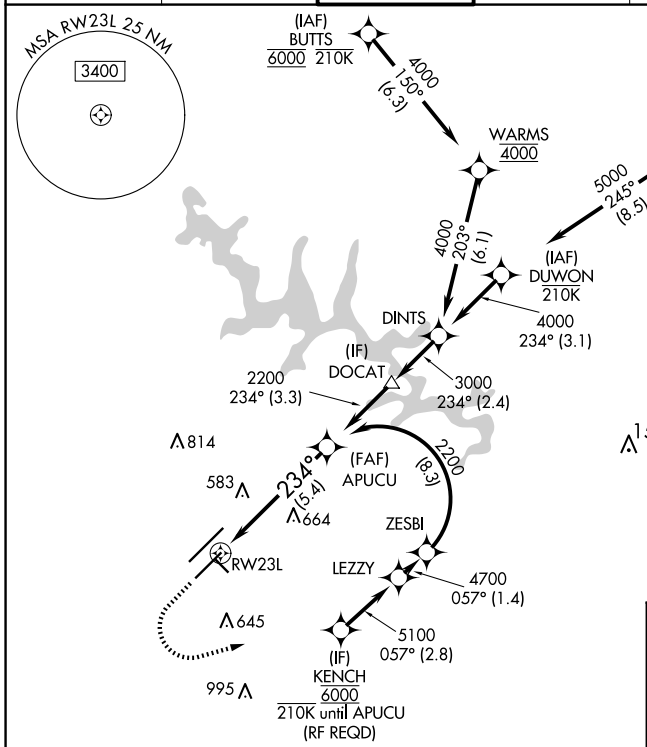 MSA RW23L 25 NM
3400
(IAF)
BUTTS
6000 210K
4000
150°
(6.3)
WARMS
4000
5000
245°
(8.5)
4000
203°
(6.1)
(IAF)
DUWON
210K
4000
234° (3.1)
DINTS
(IF)
DOCAT
3000
234° (2.4)
2200
234° (3.3)
814
(FAF)
APUCU
2200
(8.3)
583
234°
(5.4)
664
ZESBI
RW23L
LEZZY
4700
057° (1.4)
645
5100
057° (2.8)
(IF)
KENCH
6000
210K until APUCU
(RF REQD)
995